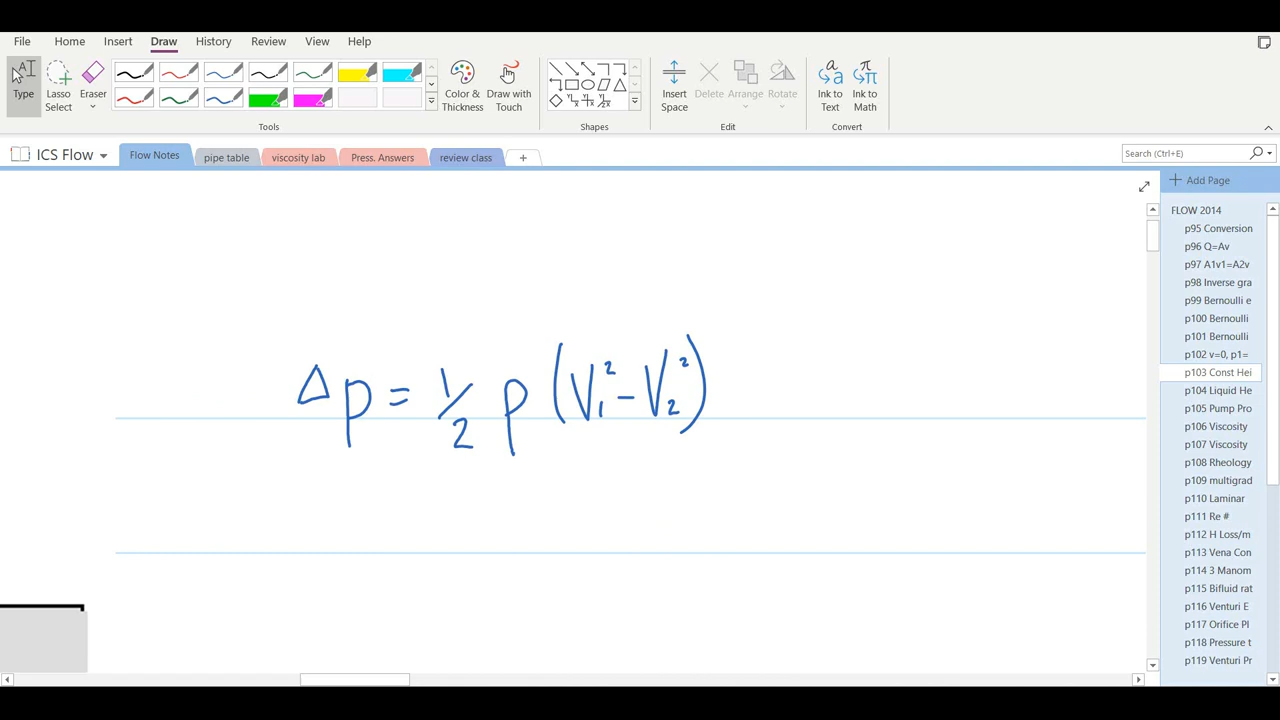 File Home Insert Draw History Review View Help
Type
Lasso Select
Eraser
Color & Thickness
Draw with Touch
Insert Space
Delete
Arrange
Rotate
Ink to Text
Ink to Math
Tools
Shapes
Edit
Convert
ICS Flow
Flow Notes
pipe table
viscosity lab
Press. Answers
review class
Search (Ctrl+E)
Add Page
FLOW 2014
p95 Conversion
p96 Q=Av
p97 A1v1=A2v
p98 Inverse gra
p99 Bernoulli e
p100 Bernoulli
p101 Bernoulli
p102 v=0, p1=
p103 Const Hei
p104 Liquid He
p105 Pump Pro
p106 Viscosity
p107 Viscosity
p108 Rheology
p109 multigrad
p110 Laminar
p111 Re #
p112 H Loss/m
p113 Vena Con
p114 3 Manom
p115 Bifluid rat
p116 Venturi E
p117 Orifice Pl
p118 Pressure t
p119 Venturi Pr
Δp = 1/2 ρ (V₁² - V₂²)